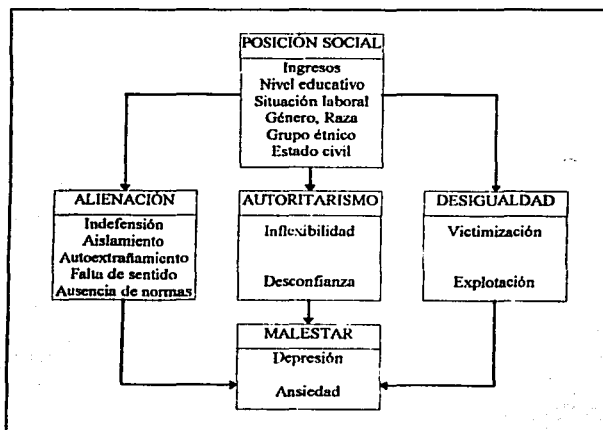 POSICIÓN SOCIAL
Ingresos
Nivel educativo
Situación laboral
Género, Raza
Grupo étnico
Estado civil
ALIENACIÓN
Indefensión
Aislamiento
Autoextrañamiento
Falta de sentido
Ausencia de normas
AUTORITARISMO
Inflexibilidad
Desconfianza
DESIGUALDAD
Victimización
Explotación
MALESTAR
Depresión
Ansiedad